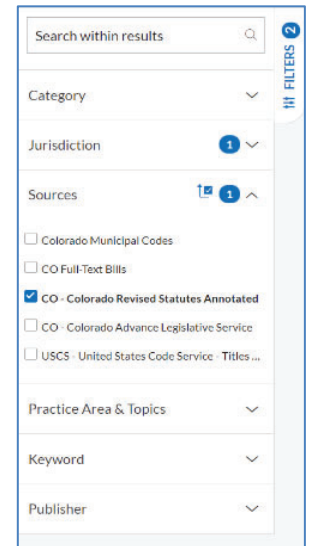 Search within results
FILTERS 2
Category
Jurisdiction 1
Sources 1
Colorado Municipal Codes
CO Full-Text Bills
CO - Colorado Revised Statutes Annotated
CO - Colorado Advance Legislative Service
USCS - United States Code Service - Titles ...
Practice Area & Topics
Keyword
Publisher